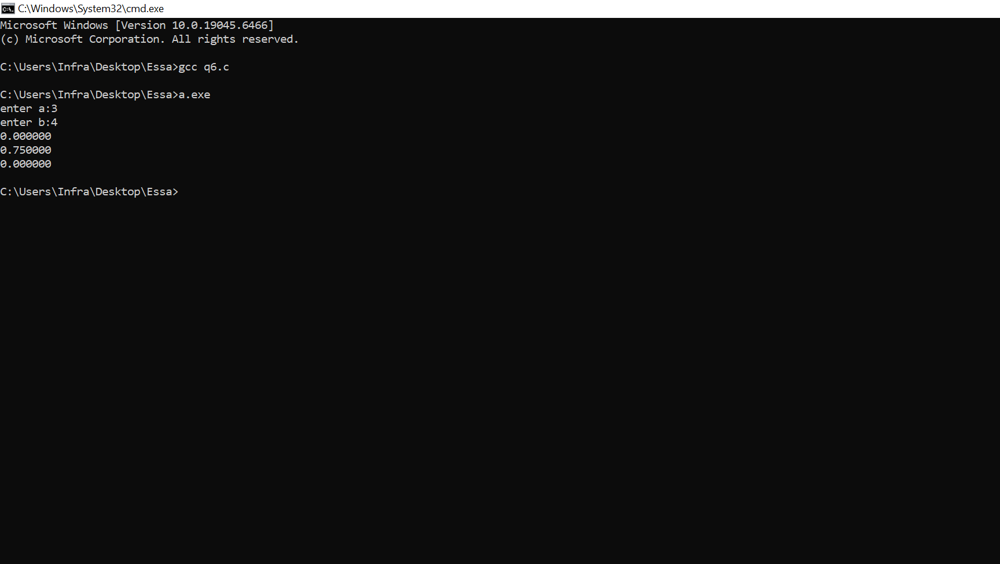 C:\Windows\System32\cmd.exe
Microsoft Windows [Version 10.0.19045.6466]
(c) Microsoft Corporation. All rights reserved.
C:\Users\Infra\Desktop\Essa>gcc q6.c
C:\Users\Infra\Desktop\Essa>a.exe
enter a:3
enter b:4
0.000000
0.750000
0.000000
C:\Users\Infra\Desktop\Essa>